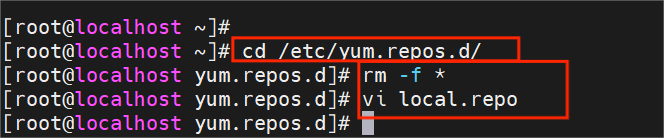 [root@localhost ~]#
[root@localhost ~]# cd /etc/yum.repos.d/
[root@localhost yum.repos.d]# rm -f *
[root@localhost yum.repos.d]# vi local.repo
[root@localhost yum.repos.d]#